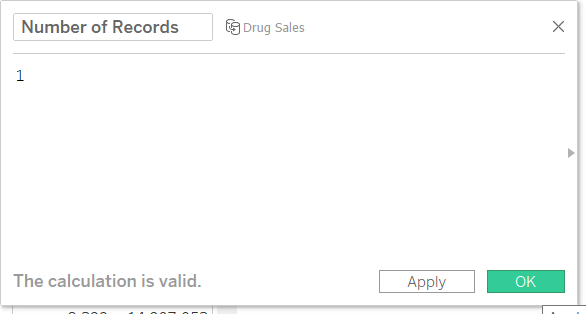 Number of Records
Drug Sales
1
The calculation is valid.
Apply
OK